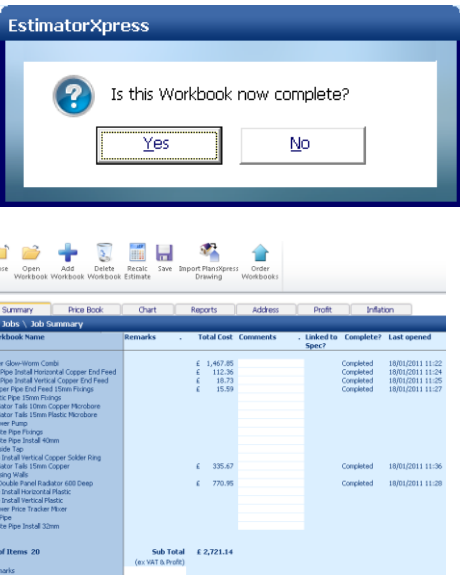 EstimatorXpress
Is this Workbook now complete?
Yes No
Open Add Delete Recalc Save Import PlansXpress Order
Workbook Workbook Workbook Estimate Drawing Workbooks
Summary Price Book Chart Reports Address Profit Inflation
Jobs \ Job Summary
Workbook Name Remarks . Total Cost Comments . Linked to Complete? Last opened
Spec?
Glow-Worm Combi £ 1,467.85 Completed 18/01/2011 11:22
Pipe Install Horizontal Copper End Feed £ 112.36 Completed 18/01/2011 11:24
Pipe Install Vertical Copper End Feed £ 18.73 Completed 18/01/2011 11:25
Pipe End Feed 15mm Fixings £ 15.59 Completed 18/01/2011 11:27
Pipe 15mm Fixings
Tails 10mm Copper Microbore
Tails 15mm Plastic Microbore
Pump
Pipe Fixings
Pipe Install 40mm
Tap
Install Vertical Copper Solder Ring
Tails 15mm Copper £ 335.67 Completed 18/01/2011 11:36
Walls
Double Panel Radiator 600 Deep £ 770.95 Completed 18/01/2011 11:28
Install Horizontal Plastic
Install Vertical Plastic
Price Tracker Mixer
Pipe
Pipe Install 32mm
of Items 20 Sub Total £ 2,721.14
(ex VAT & Profit)